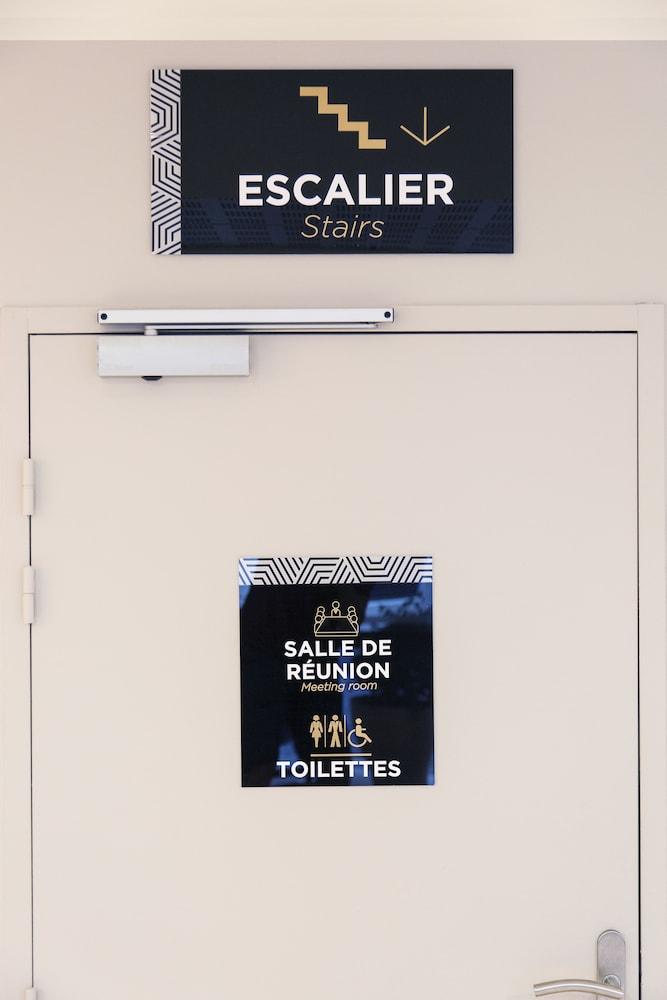 ESCALIER
Stairs
SALLE DE
RÉUNION
Meeting room
TOILETTES